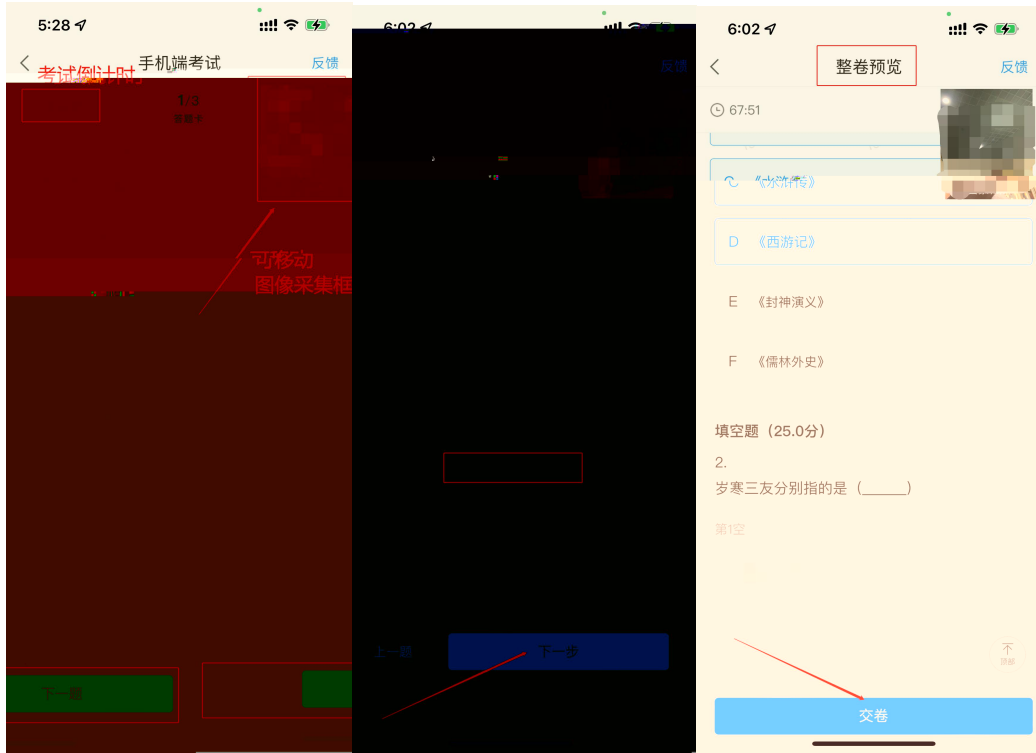 5:28
手机端考试
反馈
考试倒计时
1/3
可移动
图像采集框
下一题
6:02
反馈
上一题
下一步
6:02
整卷预览
反馈
67:51
C 《水浒传》
D 《西游记》
E 《封神演义》
F 《儒林外史》
填空题（25.0分）
2.
岁寒三友分别指的是（______）
第1空
顶部
交卷